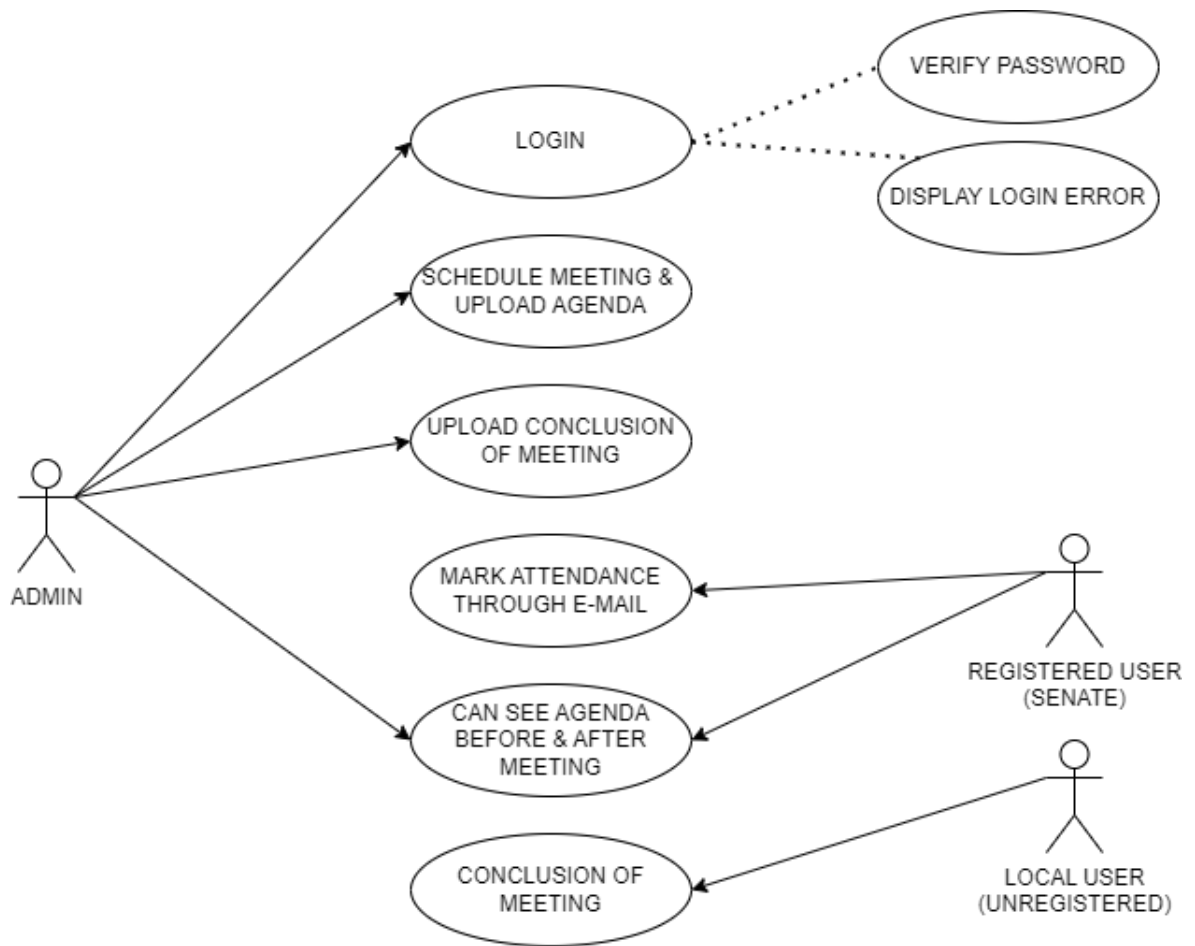 VERIFY PASSWORD
LOGIN
DISPLAY LOGIN ERROR
SCHEDULE MEETING &
UPLOAD AGENDA
UPLOAD CONCLUSION
OF MEETING
ADMIN
MARK ATTENDANCE
THROUGH E-MAIL
REGISTERED USER
(SENATE)
CAN SEE AGENDA
BEFORE & AFTER
MEETING
CONCLUSION OF
MEETING
LOCAL USER
(UNREGISTERED)